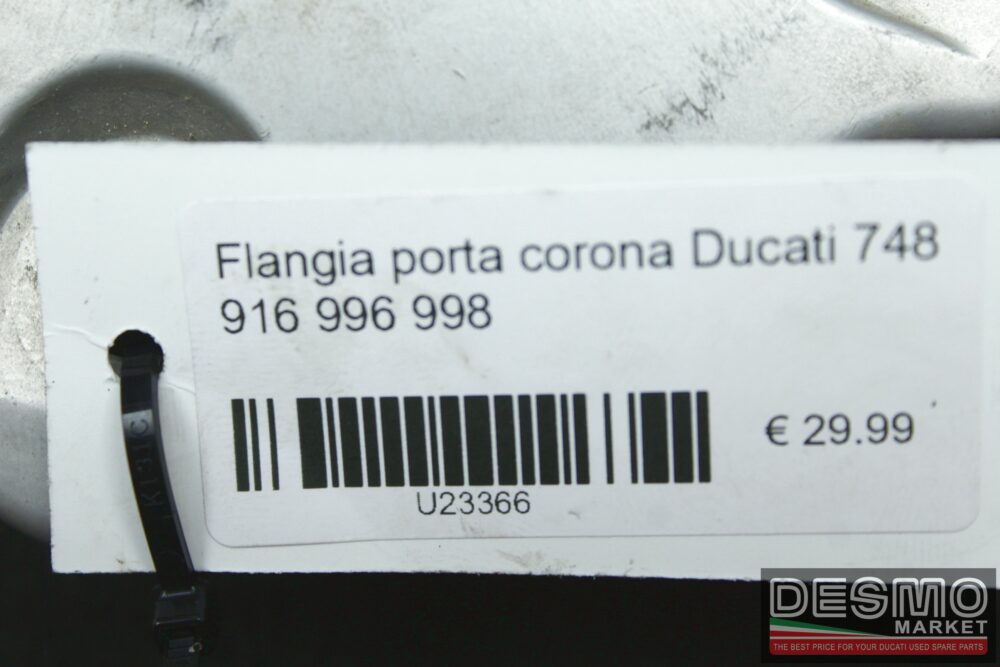 Flangia porta corona Ducati 748
916 996 998
€ 29.99
U23366
DESMO
MARKET
THE BEST PRICE FOR YOUR DUCATI USED SPARE PARTS